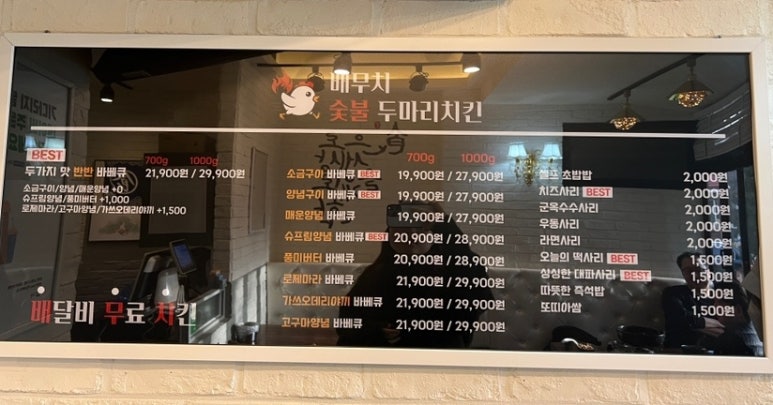 배무치
숯불 두마리치킨
BEST
700g 1000g
두가지 맛 반반 바베큐 21,900원 / 29,900원
소금구이/양념/매운양념 +0
슈프림양념/풍미버터 +1,000
로제마라/고구마양념/가쓰오데리야끼 +1,500
배달비 무료 치킨
700g 1000g
소금구이 바베큐 BEST 19,900원 / 27,900원
양념구이 바베큐 BEST 19,900원 / 27,900원
매운양념 바베큐 19,900원 / 27,900원
슈프림양념 바베큐 BEST 20,900원 / 28,900원
풍미버터 바베큐 20,900원 / 28,900원
로제마라 바베큐 21,900원 / 29,900원
가쓰오데리야끼 바베큐 21,900원 / 29,900원
고구마양념 바베큐 21,900원 / 29,900원
셀프 초밥밥 2,000원
치즈사리 BEST 2,000원
군옥수수사리 2,000원
우동사리 2,000원
라면사리 2,000원
오늘의 떡사리 BEST 1,500원
싱싱한 대파사리 BEST 1,500원
따뜻한 즉석밥 1,500원
또띠아쌈 1,500원